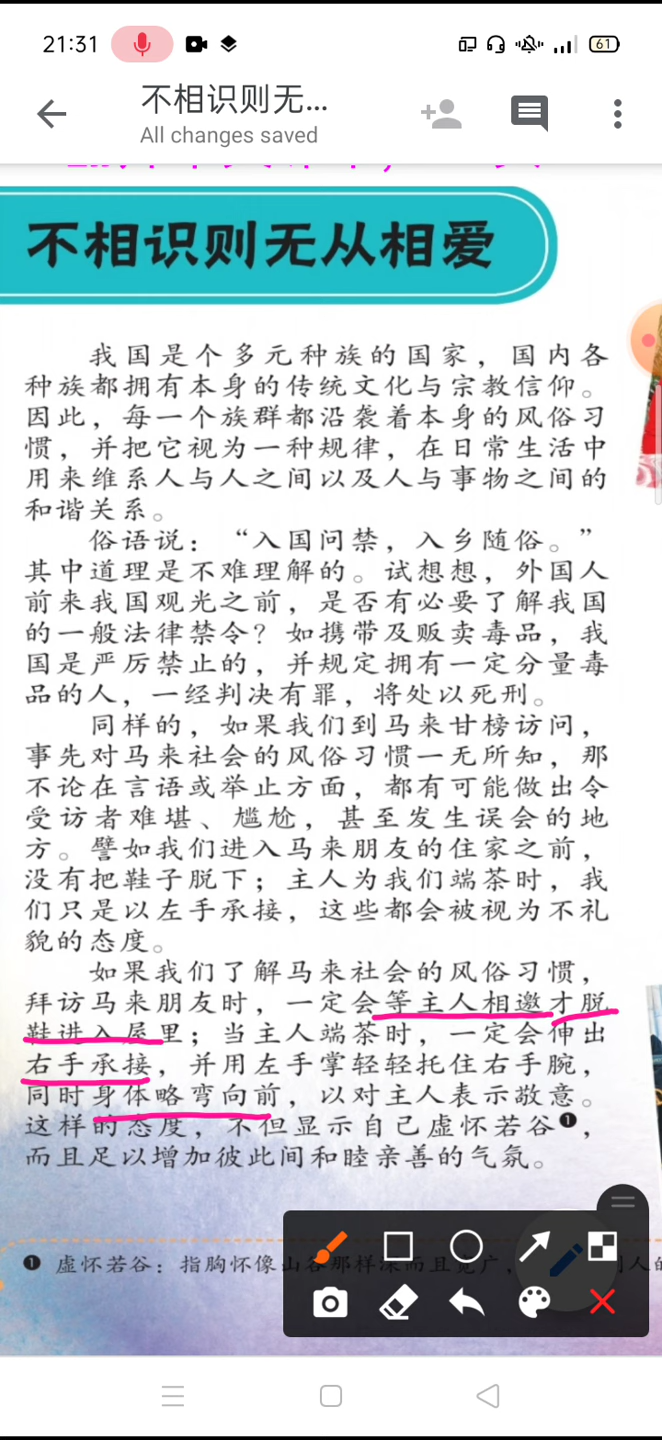 21:31
61
不相识则无...
All changes saved
不相识则无从相爱
我国是个多元种族的国家，国内各
种族都拥有本身的传统文化与宗教信仰。
因此，每一个族群都沿袭着本身的风俗习
惯，并把它视为一种规律，在日常生活中
用来维系人与人之间以及人与事物之间的
和谐关系。
俗语说：“入国问禁，入乡随俗。”
其中道理是不难理解的。试想想，外国人
前来我国观光之前，是否有必要了解我国
的一般法律禁令？如携带及贩卖毒品，我
国是严厉禁止的，并规定拥有一定分量毒
品的人，一经判决有罪，将处以死刑。
同样的，如果我们到马来甘榜访问，
事先对马来社会的风俗习惯一无所知，那
不论在言语或举止方面，都有可能做出令
受访者难堪、尴尬，甚至发生误会的地
方。譬如我们进入马来朋友的住家之前，
没有把鞋子脱下；主人为我们端茶时，我
们只是以左手承接，这些都会被视为不礼
貌的态度。
如果我们了解马来社会的风俗习惯，
拜访马来朋友时，一定会等主人相邀才脱
鞋进入屋里；当主人端茶时，一定会伸出
右手承接，并用左手掌轻轻托住右手腕，
同时身体略弯向前，以对主人表示敬意。
这样的态度，不但显示自己虚怀若谷❶，
而且足以增加彼此间和睦亲善的气氛。
❶ 虚怀若谷：指胸怀像山谷那样深而且宽广，